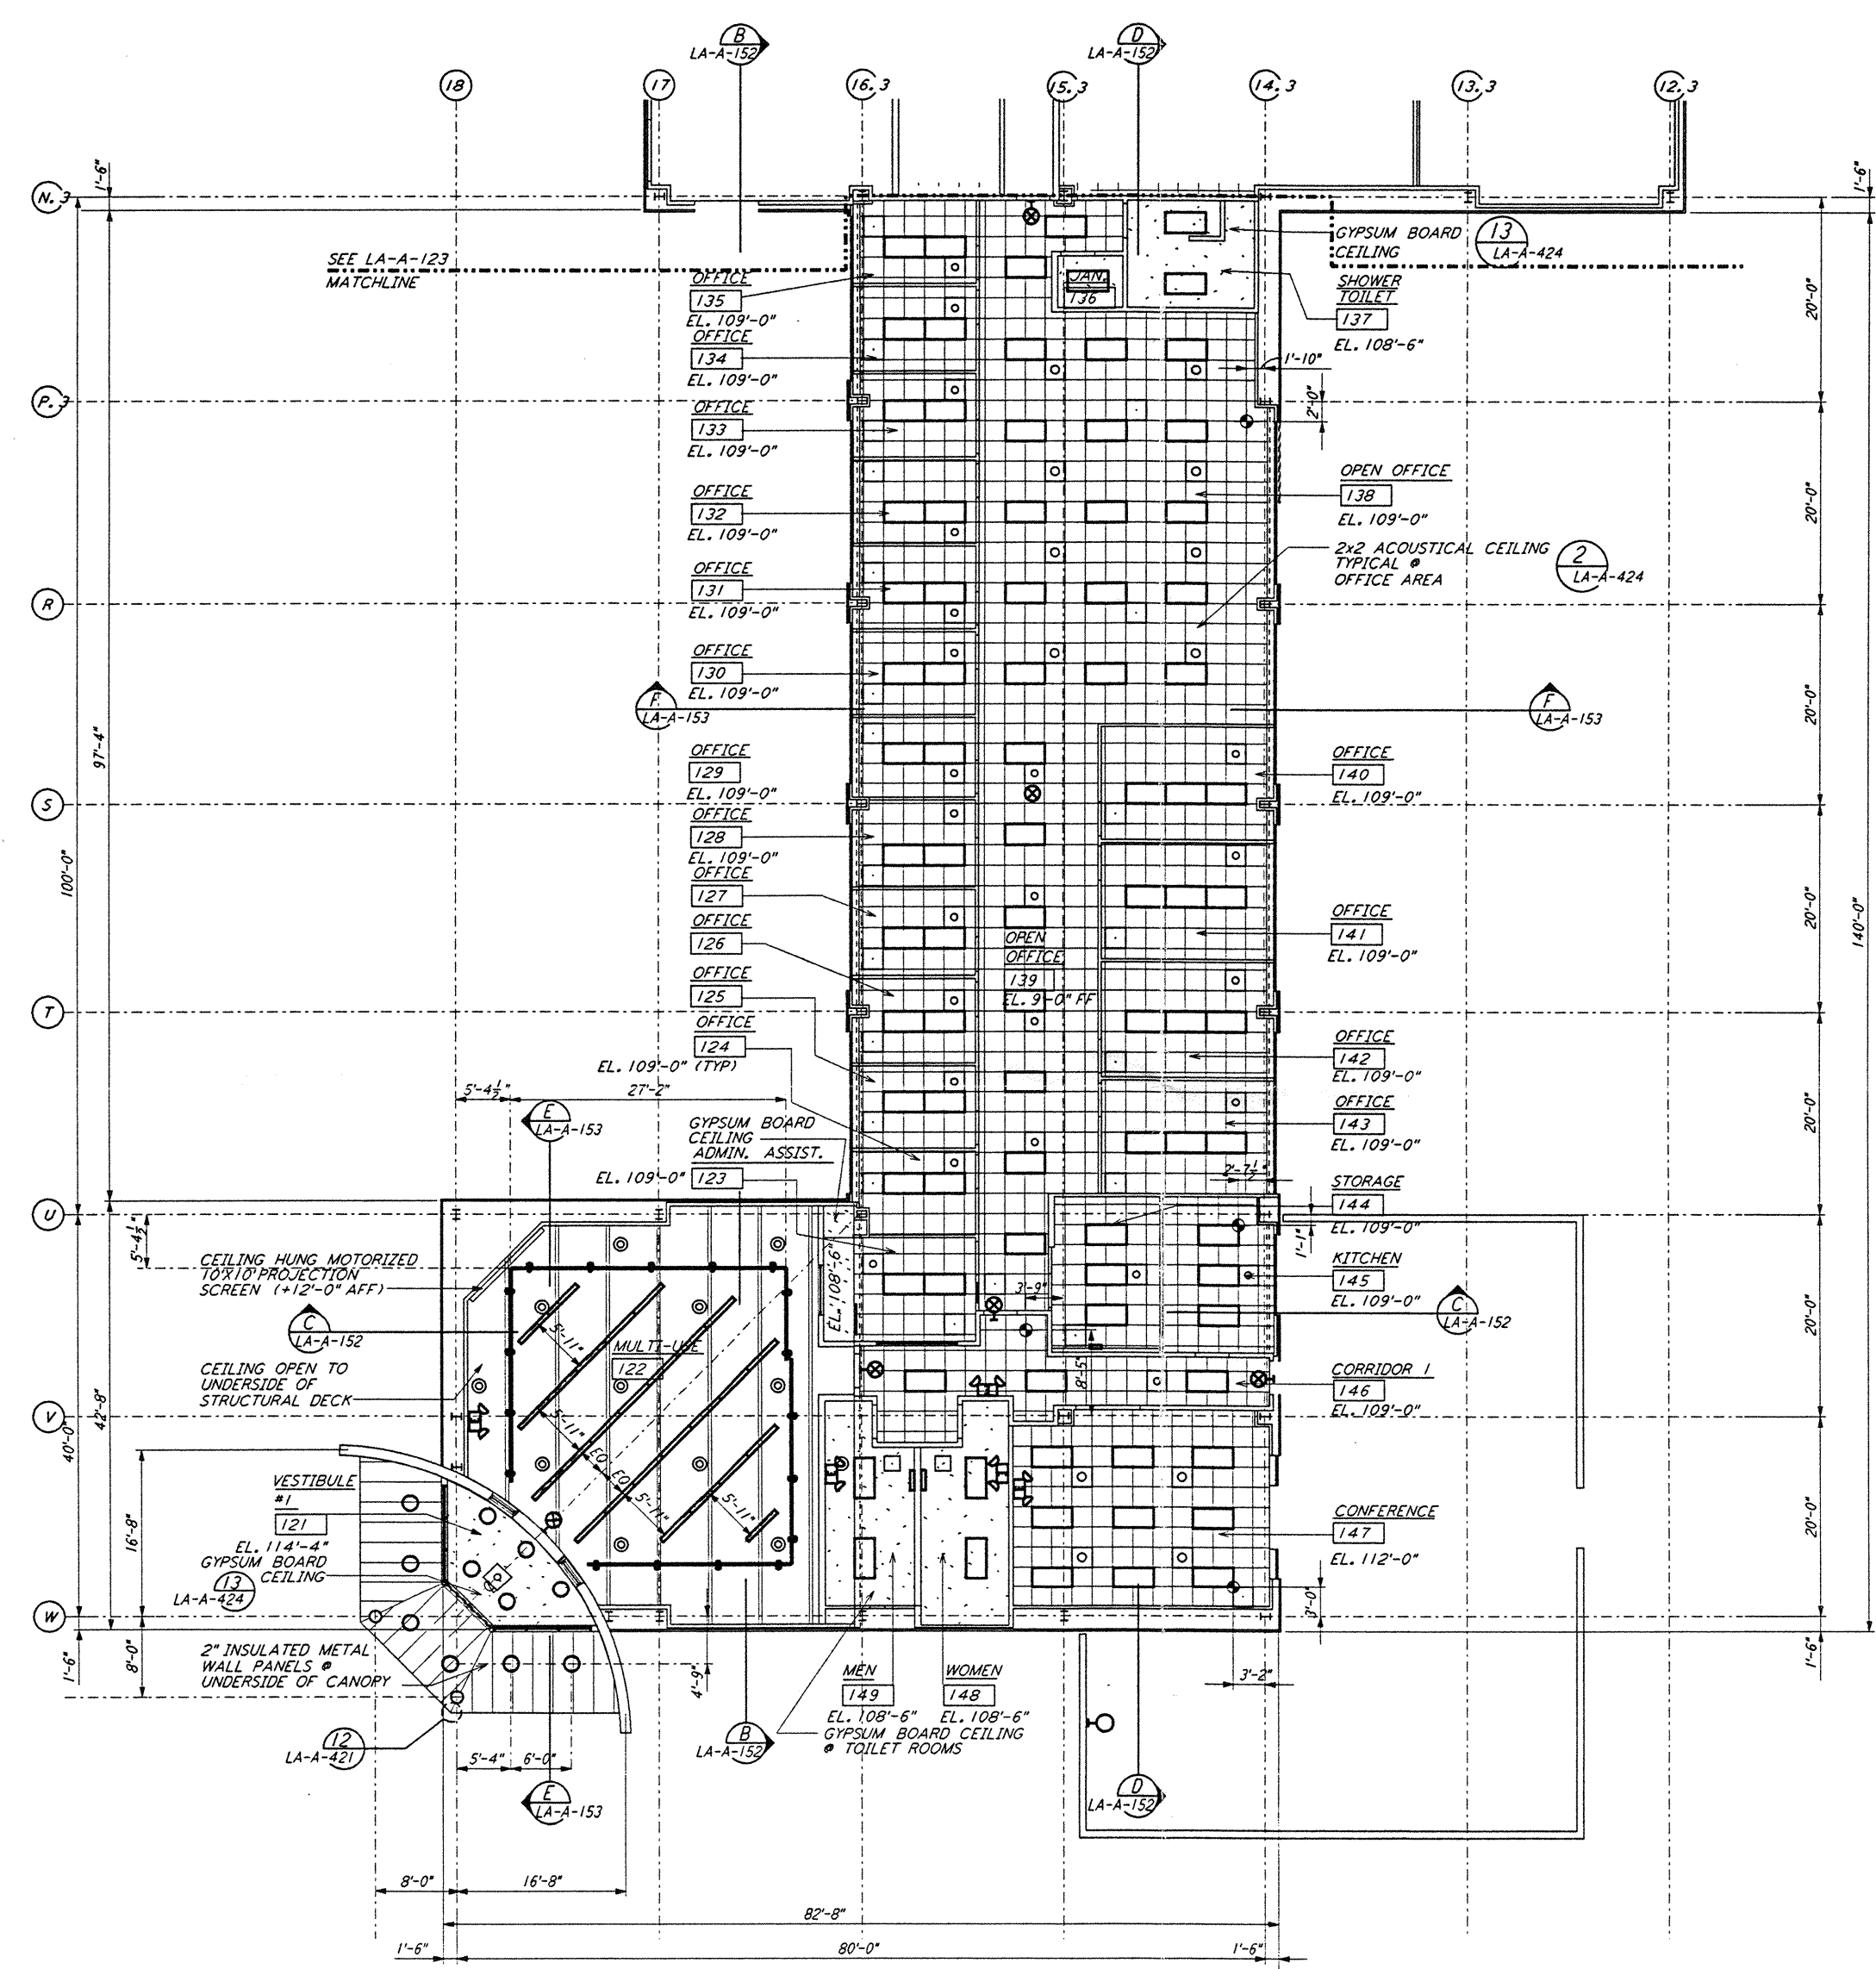 B
LA-A-152
D
LA-A-152
18
17
16.3
15.3
14.3
13.3
12.3
1'-6"
1'-6"
N.3
SEE LA-A-123
MATCHLINE
GYPSUM BOARD
CEILING
13
LA-A-424
OFFICE
135
EL. 109'-0"
JAN.
136
SHOWER
TOILET
137
EL. 108'-6"
20'-0"
OFFICE
134
EL. 109'-0"
1'-10"
2'-0"
P.3
OFFICE
133
EL. 109'-0"
OPEN OFFICE
138
EL. 109'-0"
20'-0"
OFFICE
132
EL. 109'-0"
2x2 ACOUSTICAL CEILING
TYPICAL @
OFFICE AREA
2
LA-A-424
OFFICE
131
EL. 109'-0"
R
OFFICE
130
EL. 109'-0"
F
LA-A-153
F
LA-A-153
20'-0"
97'-4"
OFFICE
129
EL. 109'-0"
OFFICE
140
EL. 109'-0"
S
OFFICE
128
EL. 109'-0"
100'-0"
OFFICE
127
OFFICE
126
OPEN
OFFICE
139
EL. 9'-0" FF
OFFICE
141
EL. 109'-0"
20'-0"
140'-0"
OFFICE
125
T
OFFICE
124
EL. 109'-0" (TYP)
OFFICE
142
EL. 109'-0"
5'-4½"
27'-2"
E
LA-A-153
GYPSUM BOARD
CEILING
ADMIN. ASSIST.
EL. 109'-0"
123
OFFICE
143
EL. 109'-0"
20'-0"
2'-7½"
STORAGE
144
EL. 109'-0"
U
5'-4½"
1'-1"
CEILING HUNG MOTORIZED
10'X10' PROJECTION
SCREEN (+12'-0" AFF)
EL. 108'-6"
3'-9"
KITCHEN
145
EL. 109'-0"
C
LA-A-152
C
LA-A-152
20'-0"
5'-11"
MULTI-USE
122
8'-5"
CEILING OPEN TO
UNDERSIDE OF
STRUCTURAL DECK
CORRIDOR 1
146
EL. 109'-0"
V
40'-0"
42'-8"
5'-11"
EQ
EQ
5'-11"
5'-11"
VESTIBULE
#1
121
EL. 114'-4"
GYPSUM BOARD
CEILING
13
LA-A-424
16'-8"
CONFERENCE
147
EL. 112'-0"
20'-0"
3'-0"
W
1'-6"
8'-0"
2" INSULATED METAL
WALL PANELS @
UNDERSIDE OF CANOPY
4'-9"
MEN
149
EL. 108'-6"
WOMEN
148
EL. 108'-6"
GYPSUM BOARD CEILING
@ TOILET ROOMS
3'-2"
1'-6"
12
LA-A-421
B
LA-A-152
5'-4"
6'-0"
E
LA-A-153
D
LA-A-152
8'-0"
16'-8"
82'-8"
1'-6"
80'-0"
1'-6"